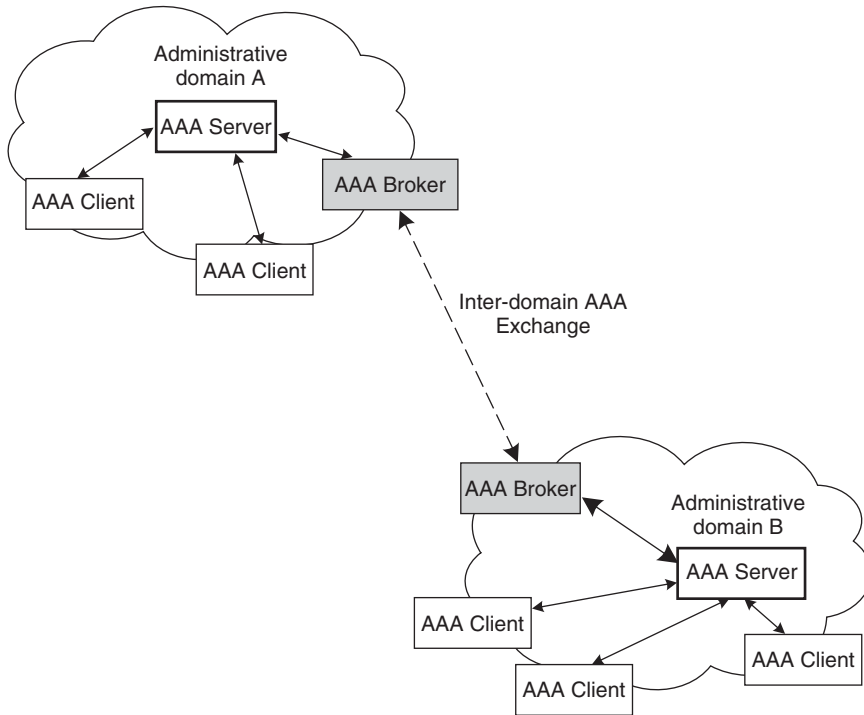 Administrative
domain A
AAA Server
AAA Broker
AAA Client
AAA Client
Inter-domain AAA
Exchange
AAA Broker
Administrative
domain B
AAA Server
AAA Client
AAA Client
AAA Client